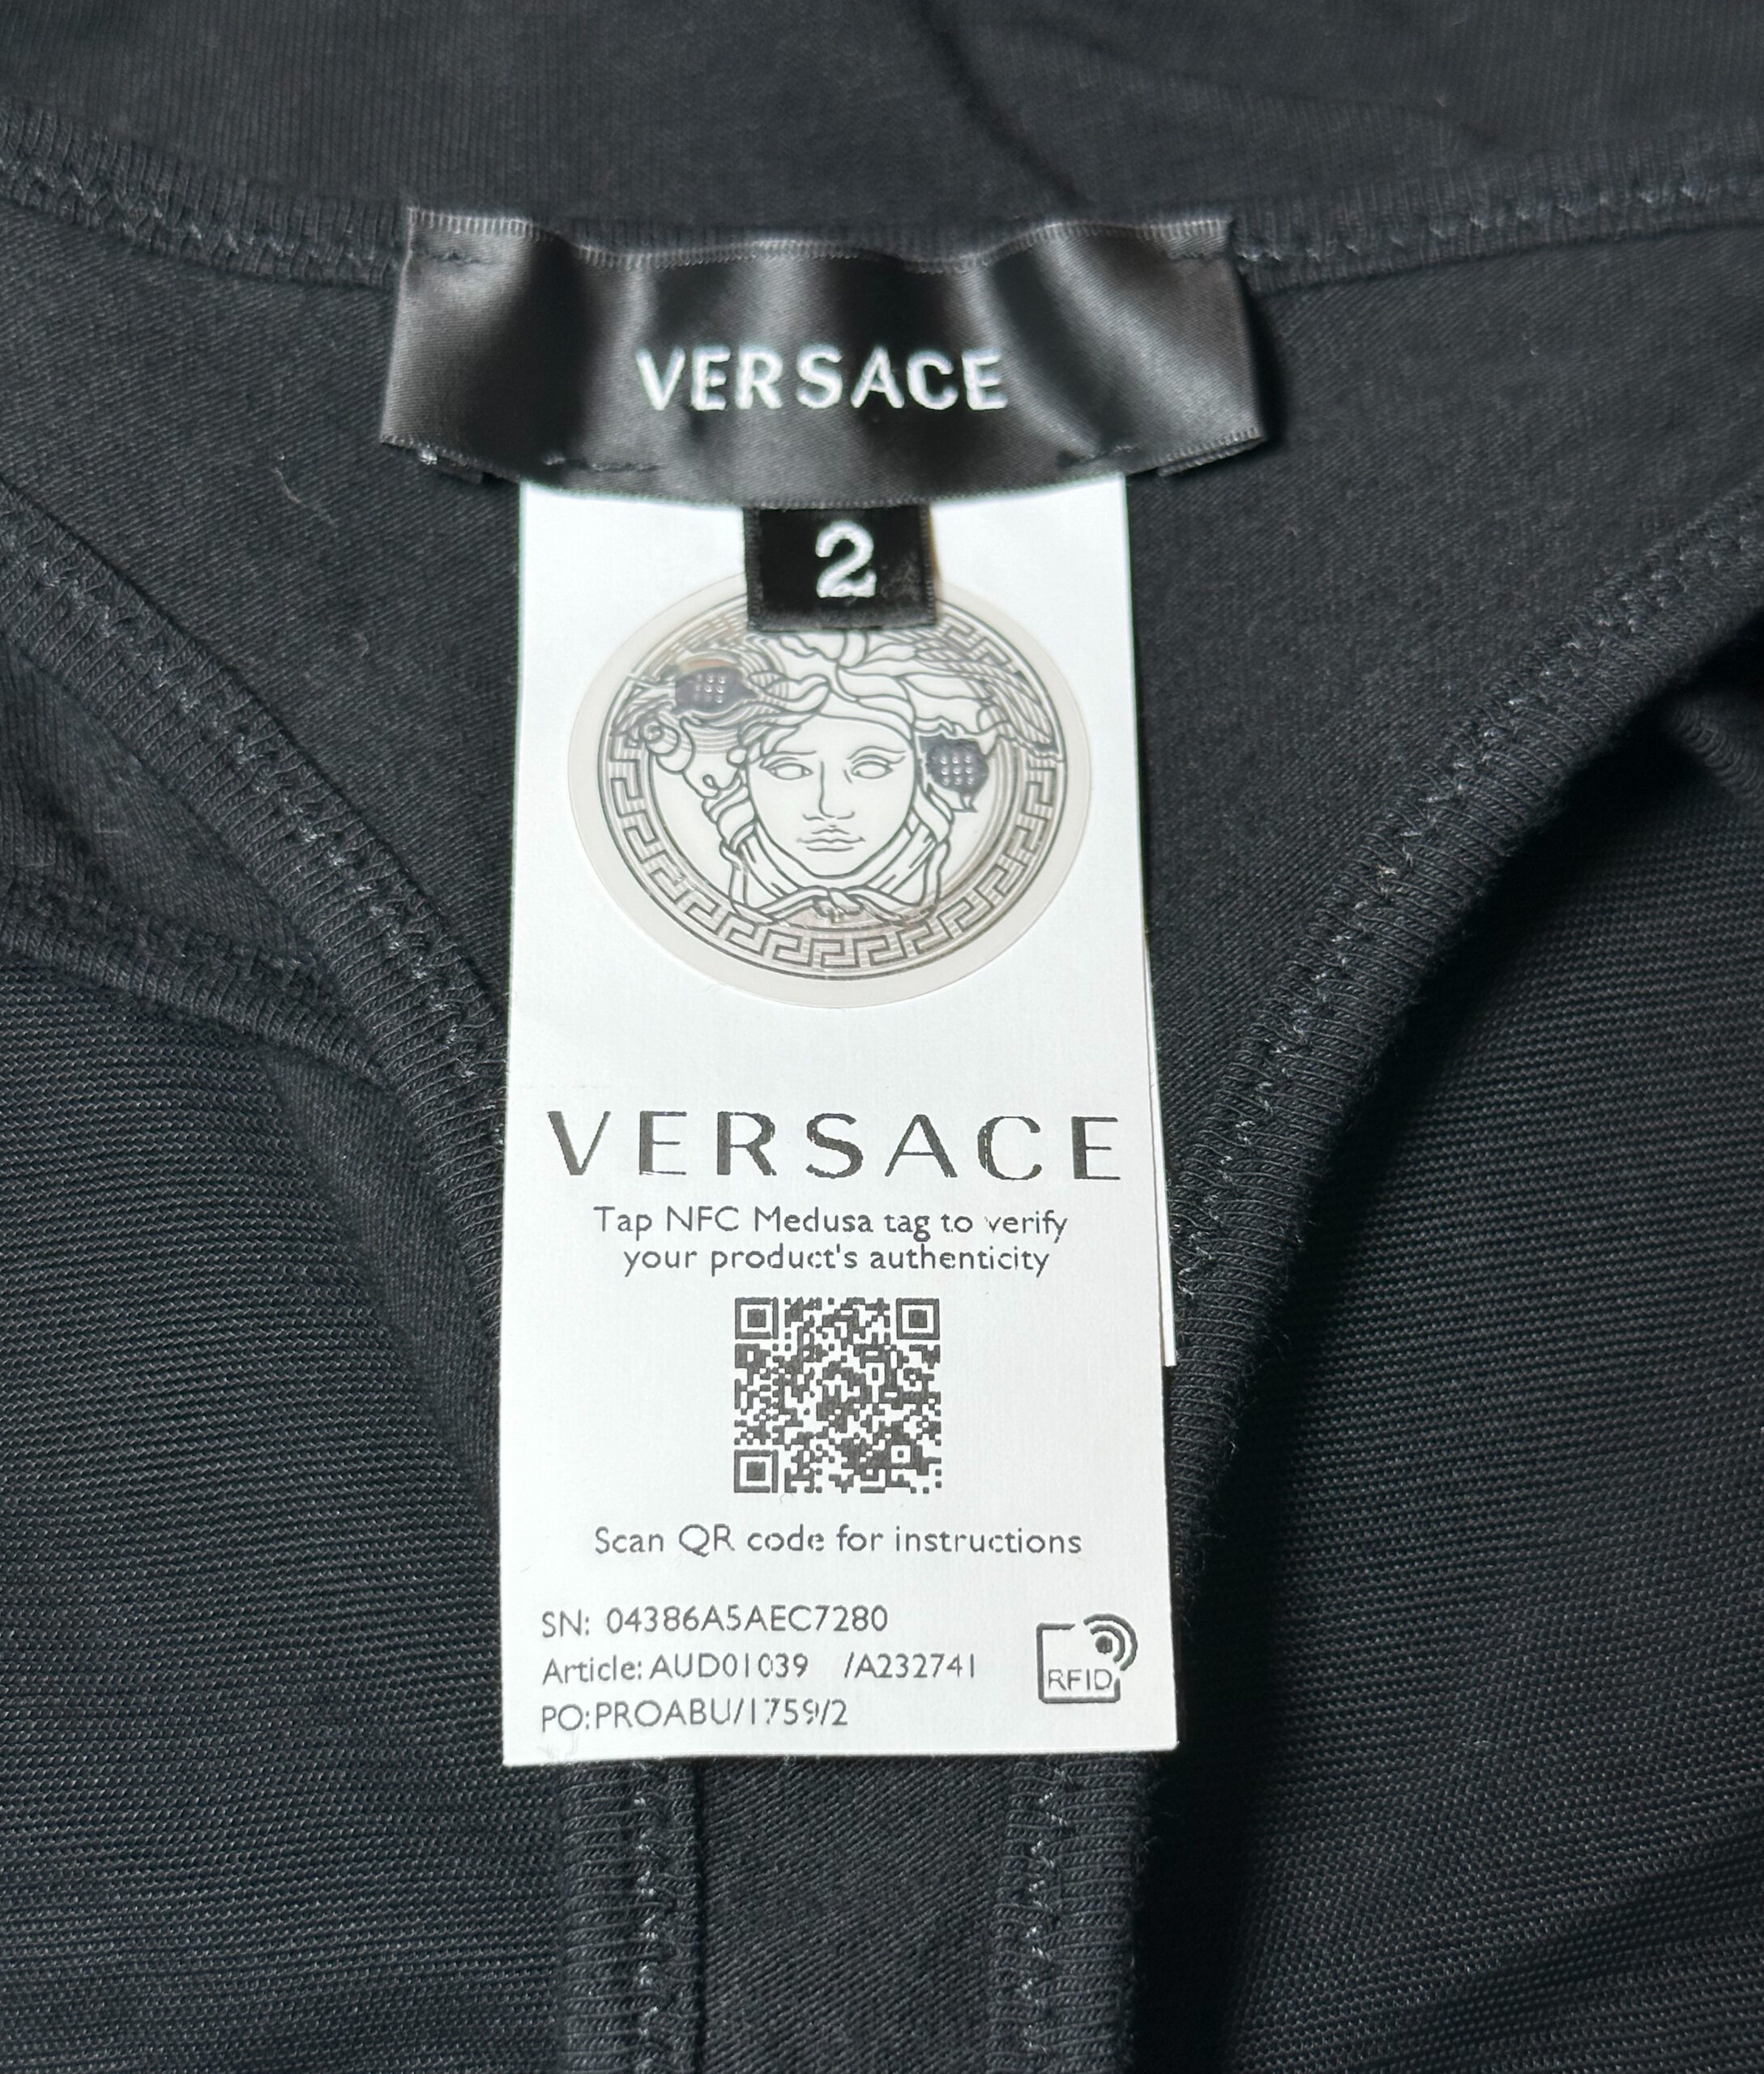 VERSACE
2
VERSACE
Tap NFC Medusa tag to verify
your product's authenticity
Scan QR code for instructions
SN: 04386A5AEC7280
Article: AUD01039 /A232741
RFID
PO:PROABU/1759/2